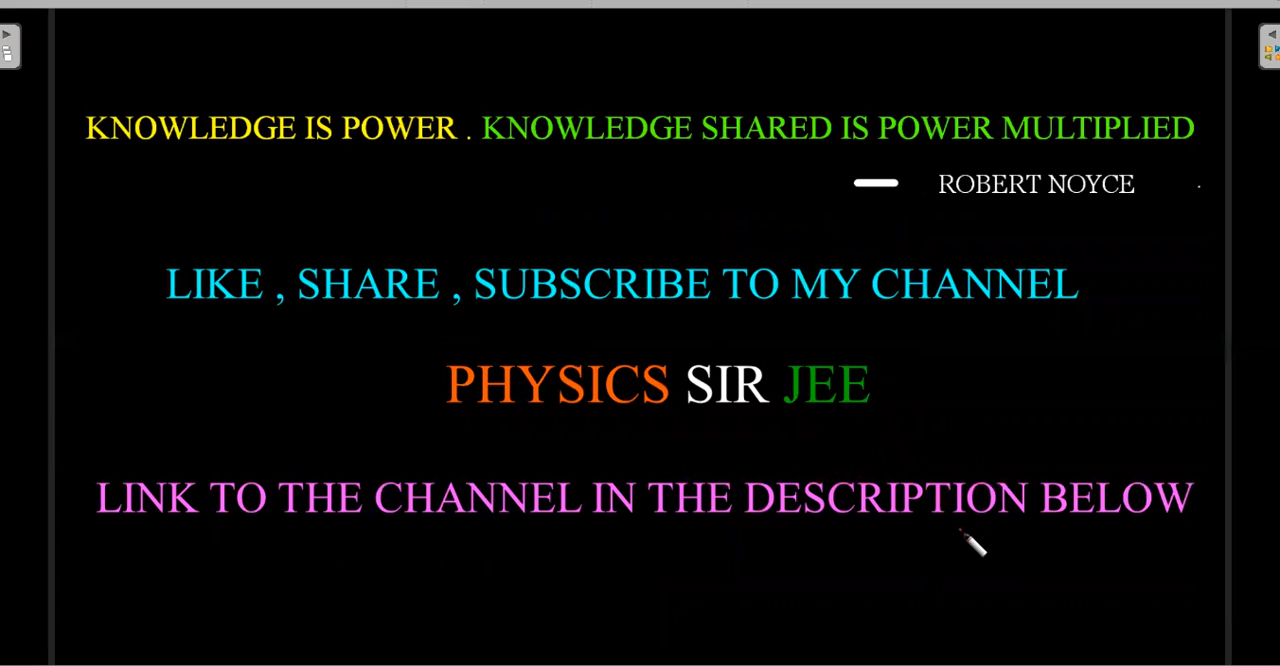 KNOWLEDGE IS POWER . KNOWLEDGE SHARED IS POWER MULTIPLIED
— ROBERT NOYCE .
LIKE , SHARE , SUBSCRIBE TO MY CHANNEL
PHYSICS SIR JEE
LINK TO THE CHANNEL IN THE DESCRIPTION BELOW